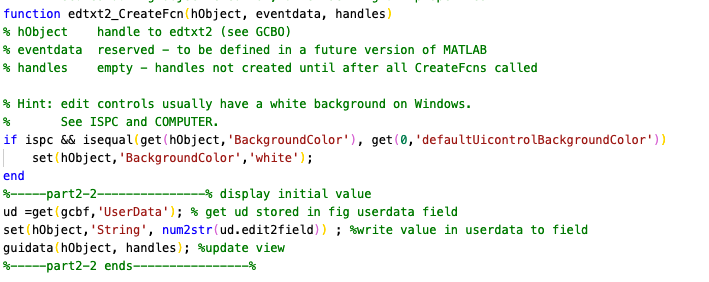 function edtxt2_CreateFcn(hObject, eventdata, handles)
% hObject    handle to edtxt2 (see GCBO)
% eventdata  reserved - to be defined in a future version of MATLAB
% handles    empty - handles not created until after all CreateFcns called

% Hint: edit controls usually have a white background on Windows.
%       See ISPC and COMPUTER.
if ispc && isequal(get(hObject,'BackgroundColor'), get(0,'defaultUicontrolBackgroundColor'))
    set(hObject,'BackgroundColor','white');
end
%-----part2-2---------------% display initial value
ud =get(gcbf,'UserData'); % get ud stored in fig userdata field
set(hObject,'String', num2str(ud.edit2field)) ; %write value in userdata to field
guidata(hObject, handles); %update view
%-----part2-2 ends----------------%